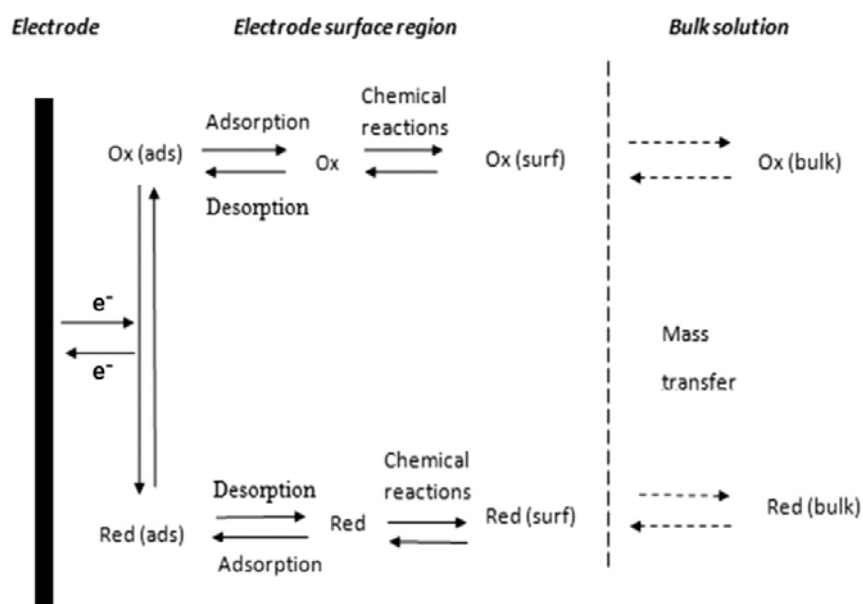 Electrode Electrode surface region Bulk solution
Chemical
Adsorption reactions
Ox (ads) Ox Ox (surf) Ox (bulk)
Desorption
e⁻
Mass
e⁻
transfer
Chemical
Desorption reactions
Red (ads) Red Red (surf) Red (bulk)
Adsorption